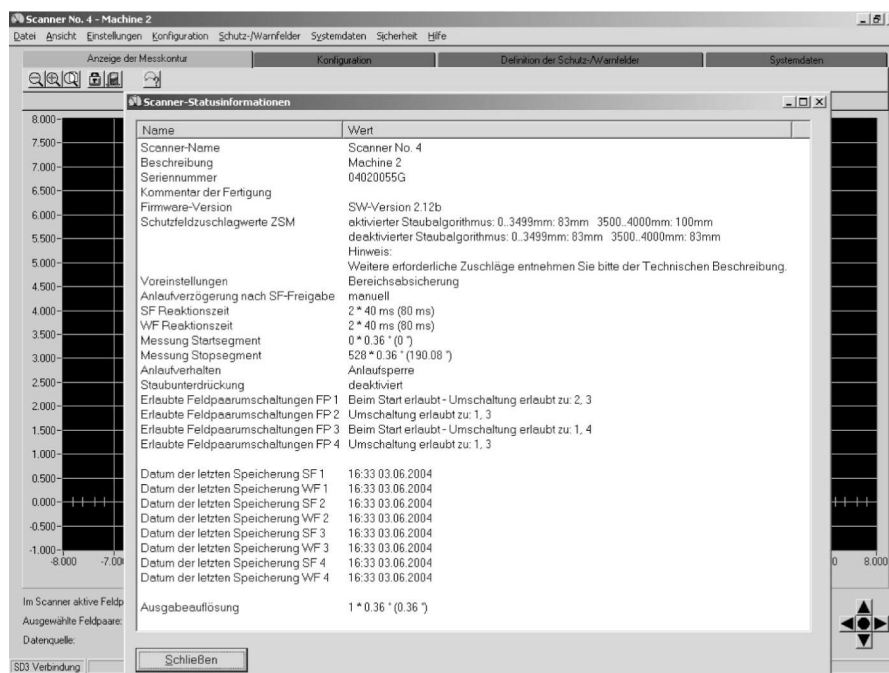 Scanner No. 4 - Machine 2
Datei Ansicht Einstellungen Konfiguration Schutz-/Warnfelder Systemdaten Sicherheit Hilfe
Anzeige der Messkontur Konfiguration Definition der Schutz-/Warnfelder Systemdaten
Scanner-Statusinformationen
Name Wert
Scanner-Name Scanner No. 4
Beschreibung Machine 2
Seriennummer 04020055G
Kommentar der Fertigung
Firmware-Version SW-Version 2.12b
Schutzfeldzuschlagwerte ZSM aktivierter Staubalgorithmus: 0..3499mm: 83mm 3500..4000mm: 100mm
deaktivierter Staubalgorithmus: 0..3499mm: 83mm 3500..4000mm: 83mm
Hinweis:
Weitere erforderliche Zuschläge entnehmen Sie bitte der Technischen Beschreibung.
Voreinstellungen Bereichsabsicherung
Anlaufverzögerung nach SF-Freigabe manuell
SF Reaktionszeit 2 * 40 ms (80 ms)
WF Reaktionszeit 2 * 40 ms (80 ms)
Messung Startsegment 0 * 0.36 ° (0 °)
Messung Stopsegment 528 * 0.36 ° (190.08 °)
Anlaufverhalten Anlaufsperre
Staubunterdrückung deaktiviert
Erlaubte Feldpaarumschaltungen FP 1 Beim Start erlaubt - Umschaltung erlaubt zu: 2, 3
Erlaubte Feldpaarumschaltungen FP 2 Umschaltung erlaubt zu: 1, 3
Erlaubte Feldpaarumschaltungen FP 3 Beim Start erlaubt - Umschaltung erlaubt zu: 1, 4
Erlaubte Feldpaarumschaltungen FP 4 Umschaltung erlaubt zu: 1, 3
Datum der letzten Speicherung SF 1 16:33 03.06.2004
Datum der letzten Speicherung WF 1 16:33 03.06.2004
Datum der letzten Speicherung SF 2 16:33 03.06.2004
Datum der letzten Speicherung WF 2 16:33 03.06.2004
Datum der letzten Speicherung SF 3 16:33 03.06.2004
Datum der letzten Speicherung WF 3 16:33 03.06.2004
Datum der letzten Speicherung SF 4 16:33 03.06.2004
Datum der letzten Speicherung WF 4 16:33 03.06.2004
Ausgabeauflösung 1 * 0.36 ° (0.36 °)
Schließen
8.000
7.500
7.000
6.500
6.000
5.500
5.000
4.500
4.000
3.500
3.000
2.500
2.000
1.500
1.000
0.500
0.000
-0.500
-1.000
-8.000 -7.00 0 8.000
Im Scanner aktive Feldp
Ausgewählte Feldpaare:
Datenquelle:
SD3 Verbindung